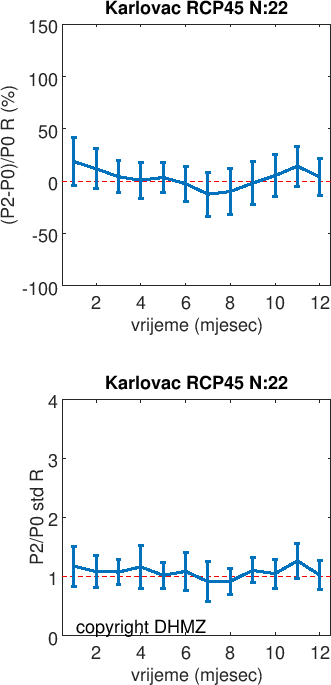 Karlovac RCP45 N:22
150
100
50
0
-50
-100
(P2-P0)/P0 R (%)
2 4 6 8 10 12
vrijeme (mjesec)
Karlovac RCP45 N:22
4
3
2
1
0
P2/P0 std R
copyright DHMZ
2 4 6 8 10 12
vrijeme (mjesec)